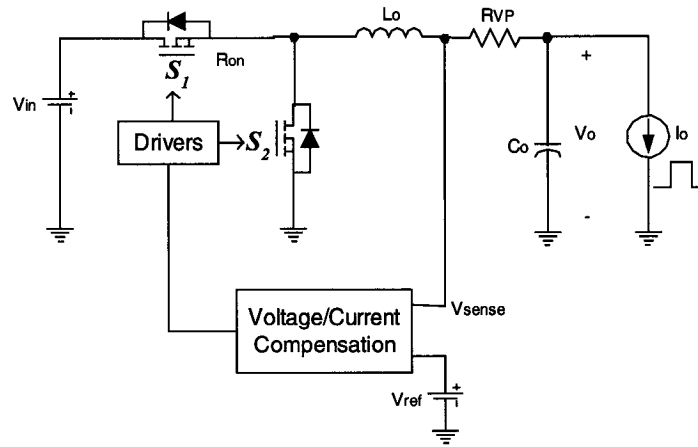 Lo
RVP
Ron
S1
+
Vin
+
-
Drivers
S2
Co
Vo
Io
-
Voltage/Current
Compensation
Vsense
Vref
+
-